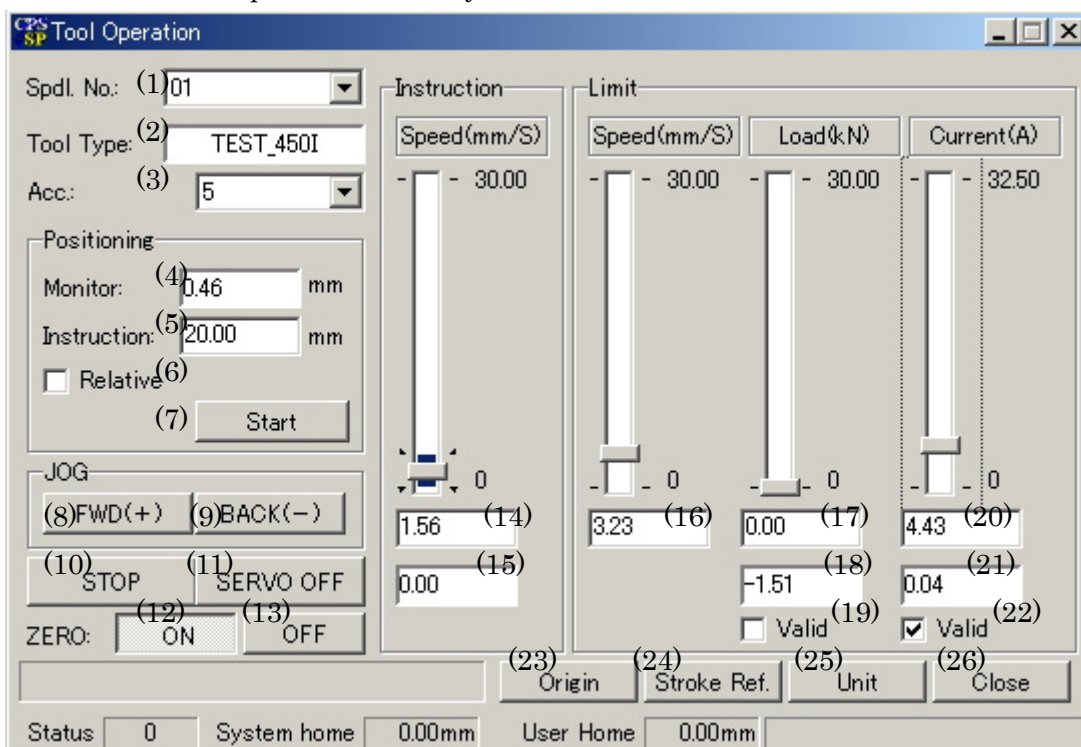 CPS SP Tool Operation
Spdl. No.: (1) 01
Tool Type: (2) TEST_450I
Acc.: (3) 5
Positioning
Monitor: (4) 0.46 mm
Instruction: (5) 20.00 mm
Relative (6)
(7) Start
JOG
(8) FWD(+) (9) BACK(-)
(10) STOP (11) SERVO OFF
ZERO: (12) ON (13) OFF
Instruction
Speed(mm/S)
30.00
0
1.56 (14)
0.00 (15)
Limit
Speed(mm/S) Load(kN) Current(A)
30.00 30.00 32.50
0 0 0
3.23 (16) 0.00 (17) 4.43 (20)
-1.51 (18) 0.04 (21)
Valid (19) Valid (22)
(23) Origin (24) Stroke Ref. (25) Unit (26) Close
Status 0 System home 0.00mm User Home 0.00mm